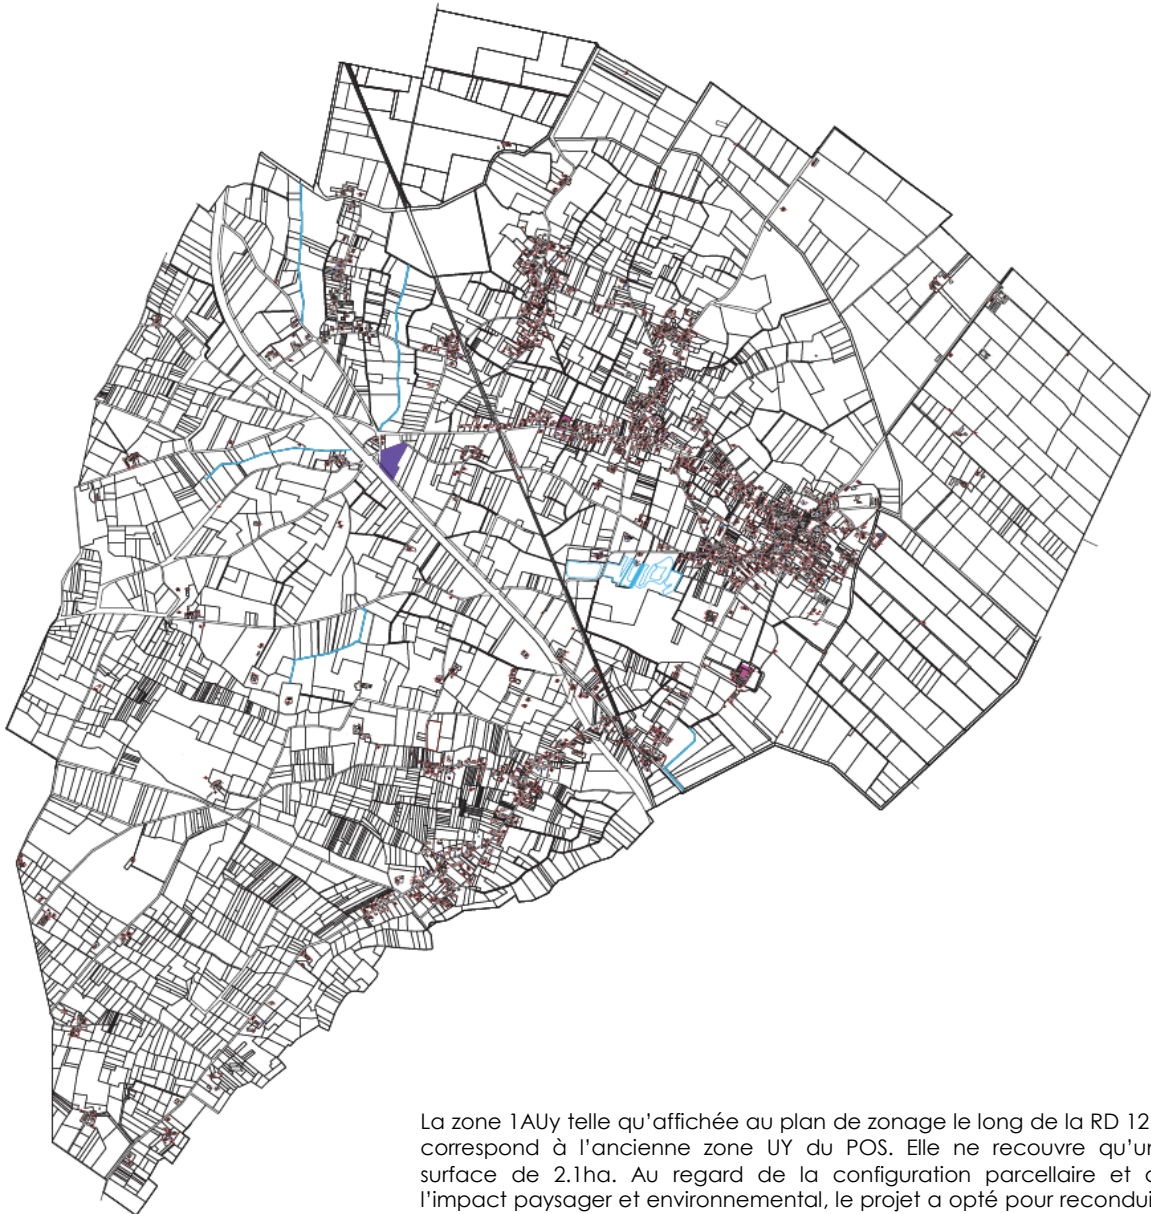 La zone 1AUy telle qu'affichée au plan de zonage le long de la RD 12
correspond à l'ancienne zone UY du POS. Elle ne recouvre qu'un
surface de 2.1ha. Au regard de la configuration parcellaire et
l'impact paysager et environnemental, le projet a opté pour recondui